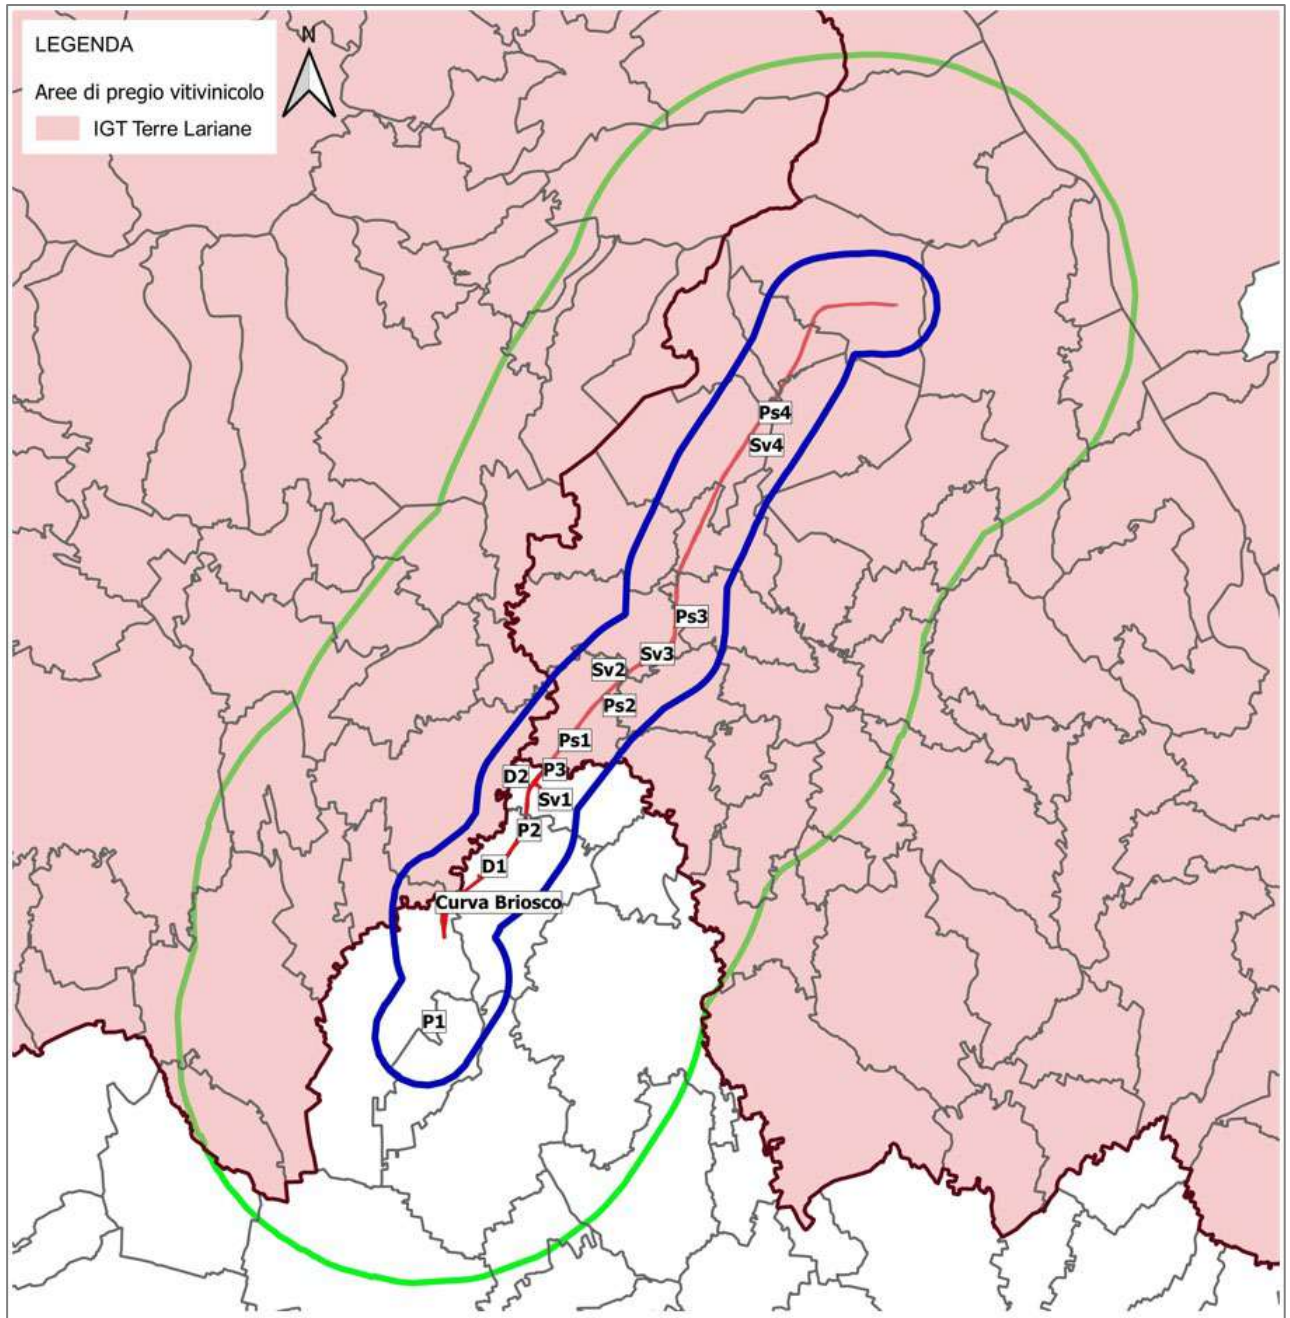 LEGENDA
N
Aree di pregio vitivinicolo
IGT Terre Lariane
Ps4
Sv4
Ps3
Sv3
Sv2
Ps2
Ps1
P3
D2
Sv1
P2
D1
Curva Briosco
P1